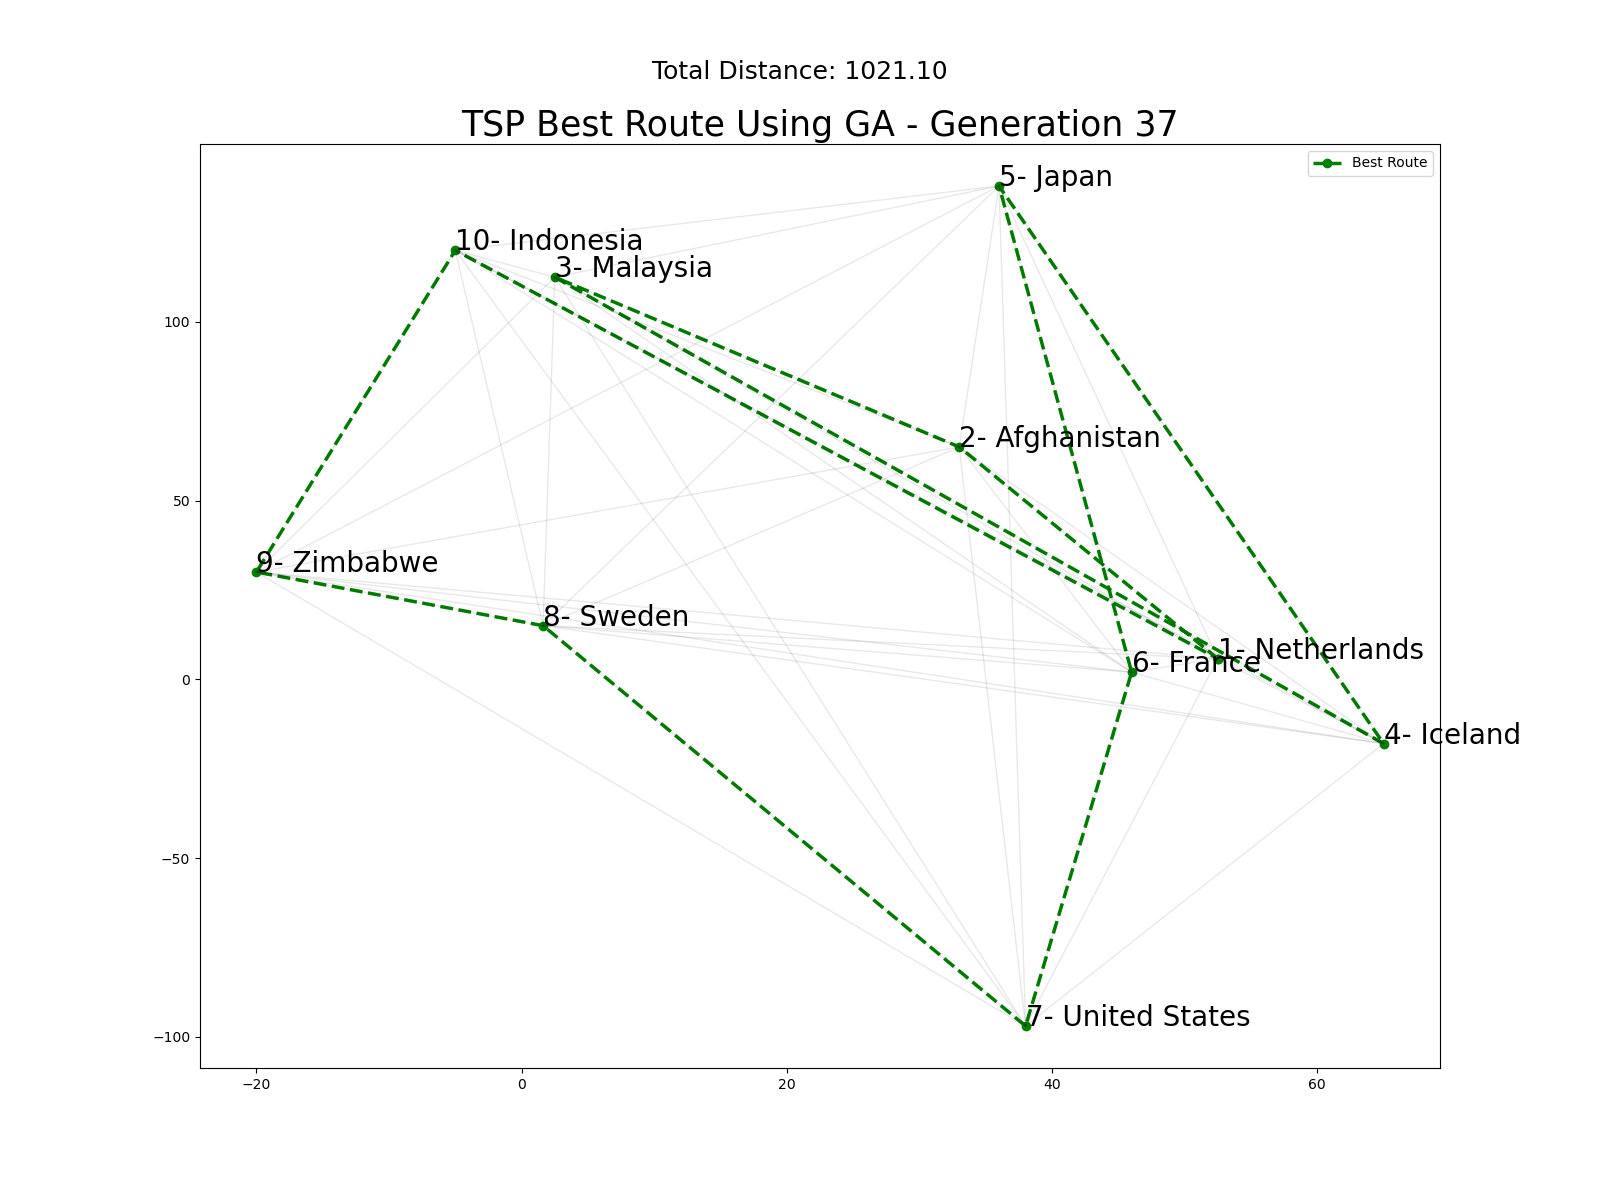 Total Distance: 1021.10
TSP Best Route Using GA - Generation 37
Best Route
5- Japan
10- Indonesia
3- Malaysia
100
2- Afghanistan
50
9- Zimbabwe
8- Sweden
1- Netherlands
6- France
0
4- Iceland
−50
7- United States
−100
−20 0 20 40 60